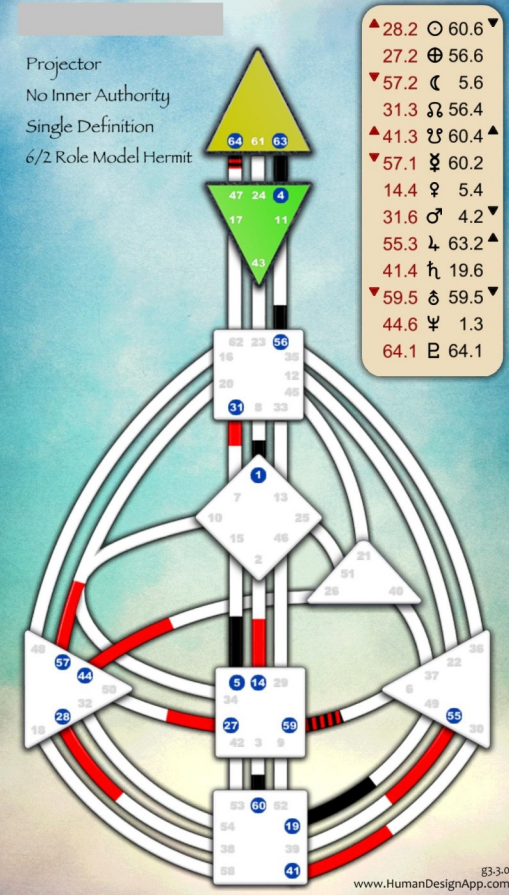 Projector
No Inner Authority
Single Definition
6/2 Role Model Hermit
28.2 ☉ 60.6
27.2 ⊕ 56.6
57.2 ☾ 5.6
31.3 ☊ 56.4
41.3 ☋ 60.4
57.1 ☿ 60.2
14.4 ♀ 5.4
31.6 ♂ 4.2
55.3 ♃ 63.2
41.4 ♄ 19.6
59.5 ⛢ 59.5
44.6 ♆ 1.3
64.1 ♇ 64.1
64 61 63
47 24 4
17 11
43
62 23 56
16 35
20 12
45
31 8 33
1
7 13
10 25
15 46
2
21
51
26 40
48
57
44
50
32
28
18
5 14 29
34
27 59
42 3 9
36
22
37
6
49
55
30
53 60 52
54 19
38 39
58 41
g3.3.0
www.HumanDesignApp.com